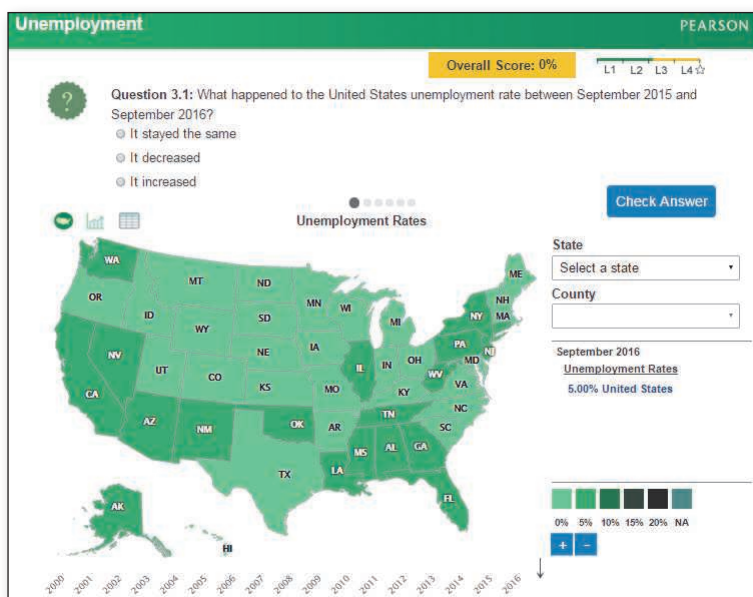 Unemployment
PEARSON
Overall Score: 0%
L1 L2 L3 L4
?
Question 3.1: What happened to the United States unemployment rate between September 2015 and
September 2016?
It stayed the same
It decreased
It increased
Check Answer
Unemployment Rates
State
Select a state
County
September 2016
Unemployment Rates
5.00% United States
WA
MT
ND
ME
OR
MN
ID
WI
NH
SD
NY
MA
WY
MI
IA
PA
NE
NJ
NV
OH
IL
IN
MD
UT
WV
CO
VA
KS
MO
KY
CA
NC
TN
OK
AZ
AR
NM
SC
MS
AL
GA
TX
LA
FL
AK
HI
0% 5% 10% 15% 20% NA
+ −
2000 2001 2002 2003 2004 2005 2006 2007 2008 2009 2010 2011 2012 2013 2014 2015 2016